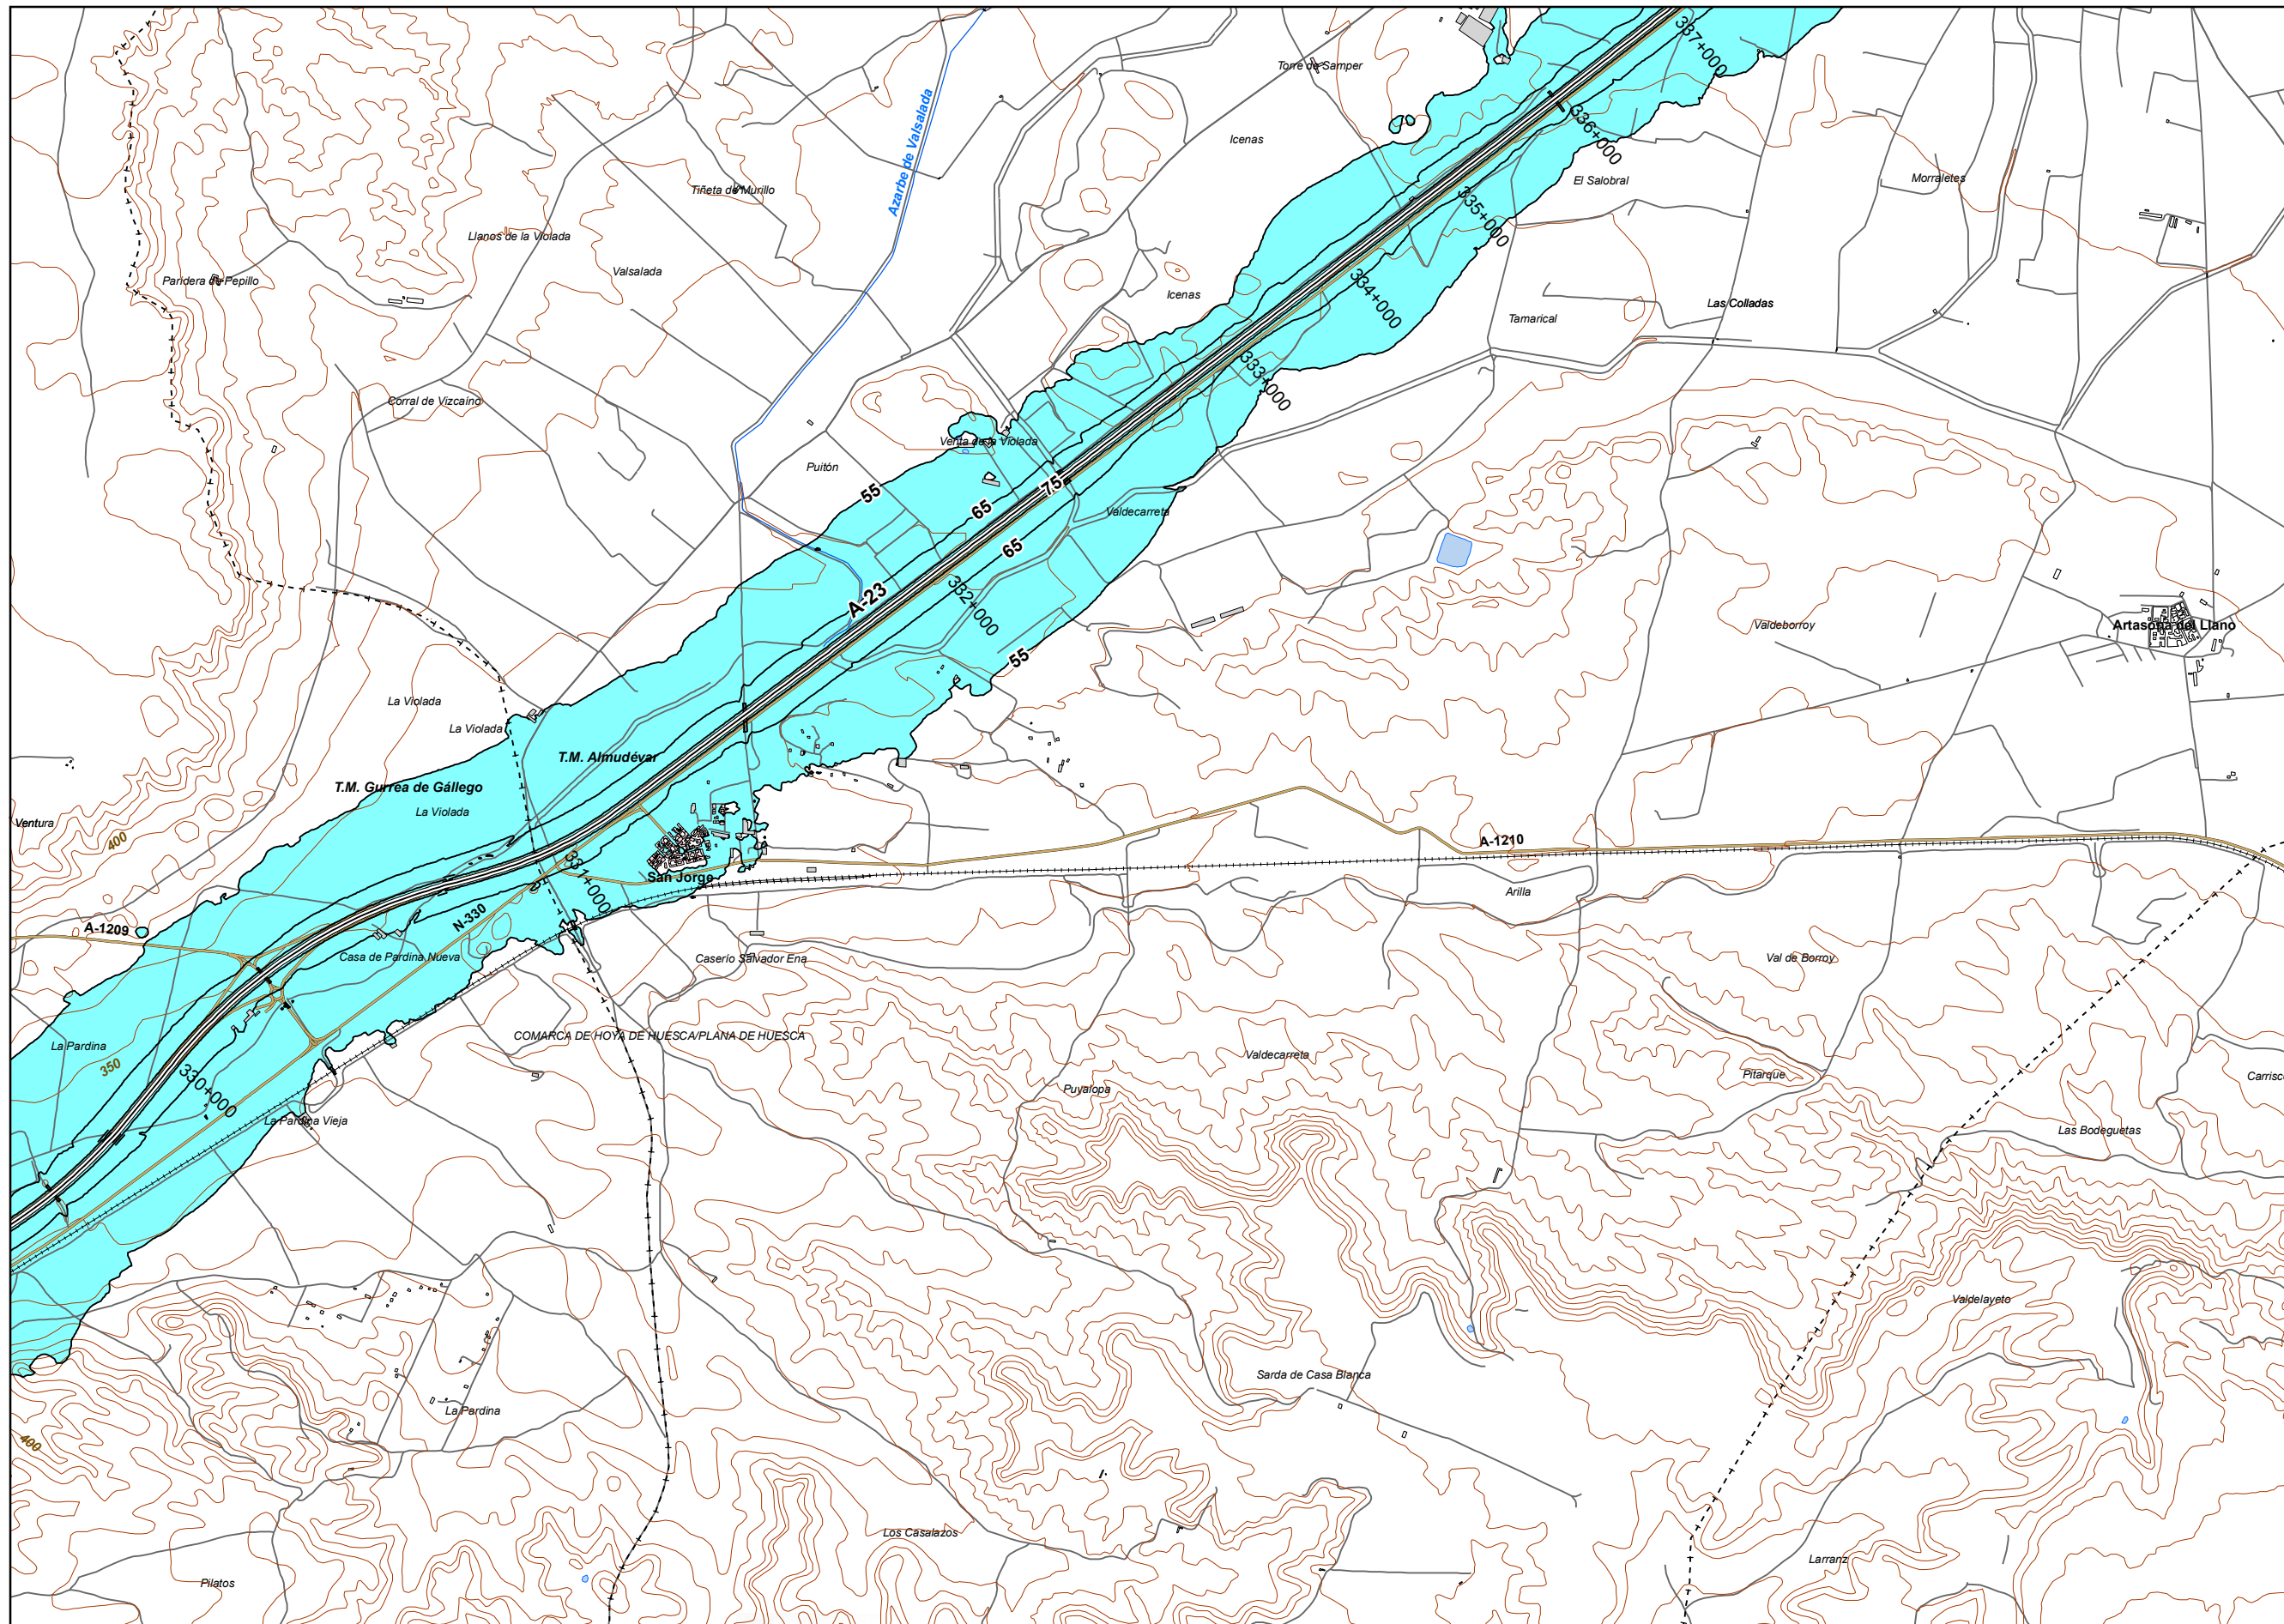 337+000
Torre de Samper
336+000
Azarbe de Valsalada
Icenas
El Salobral
Morraletes
Tiñeta de Murillo
335+000
Llanos de la Violada
Valsalada
Paridera de Pepillo
334+000
Icenas
Las Colladas
Tamarical
333+000
Corral de Vizcaíno
Venta de la Violada
Puitón
55
65
75
Valdecarreta
65
A-23
332+000
Valdeborroy
Artasona del Llano
55
La Violada
La Violada
T.M. Almudévar
T.M. Gurrea de Gállego
La Violada
Ventura
400
A-1210
331+000
San Jorge
Arilla
N-330
A-1209
Casa de Pardina Nueva
Caserío Salvador Ena
Val de Borroy
COMARCA DE HOYA DE HUESCA/PLANA DE HUESCA
La Pardina
Valdecarreta
350
330+000
Puyalopa
Pitarque
Carrisc
La Pardina Vieja
Las Bodeguetas
Valdelayeto
Sarda de Casa Blanca
La Pardina
400
Los Casalazos
Larranz
Pilatos